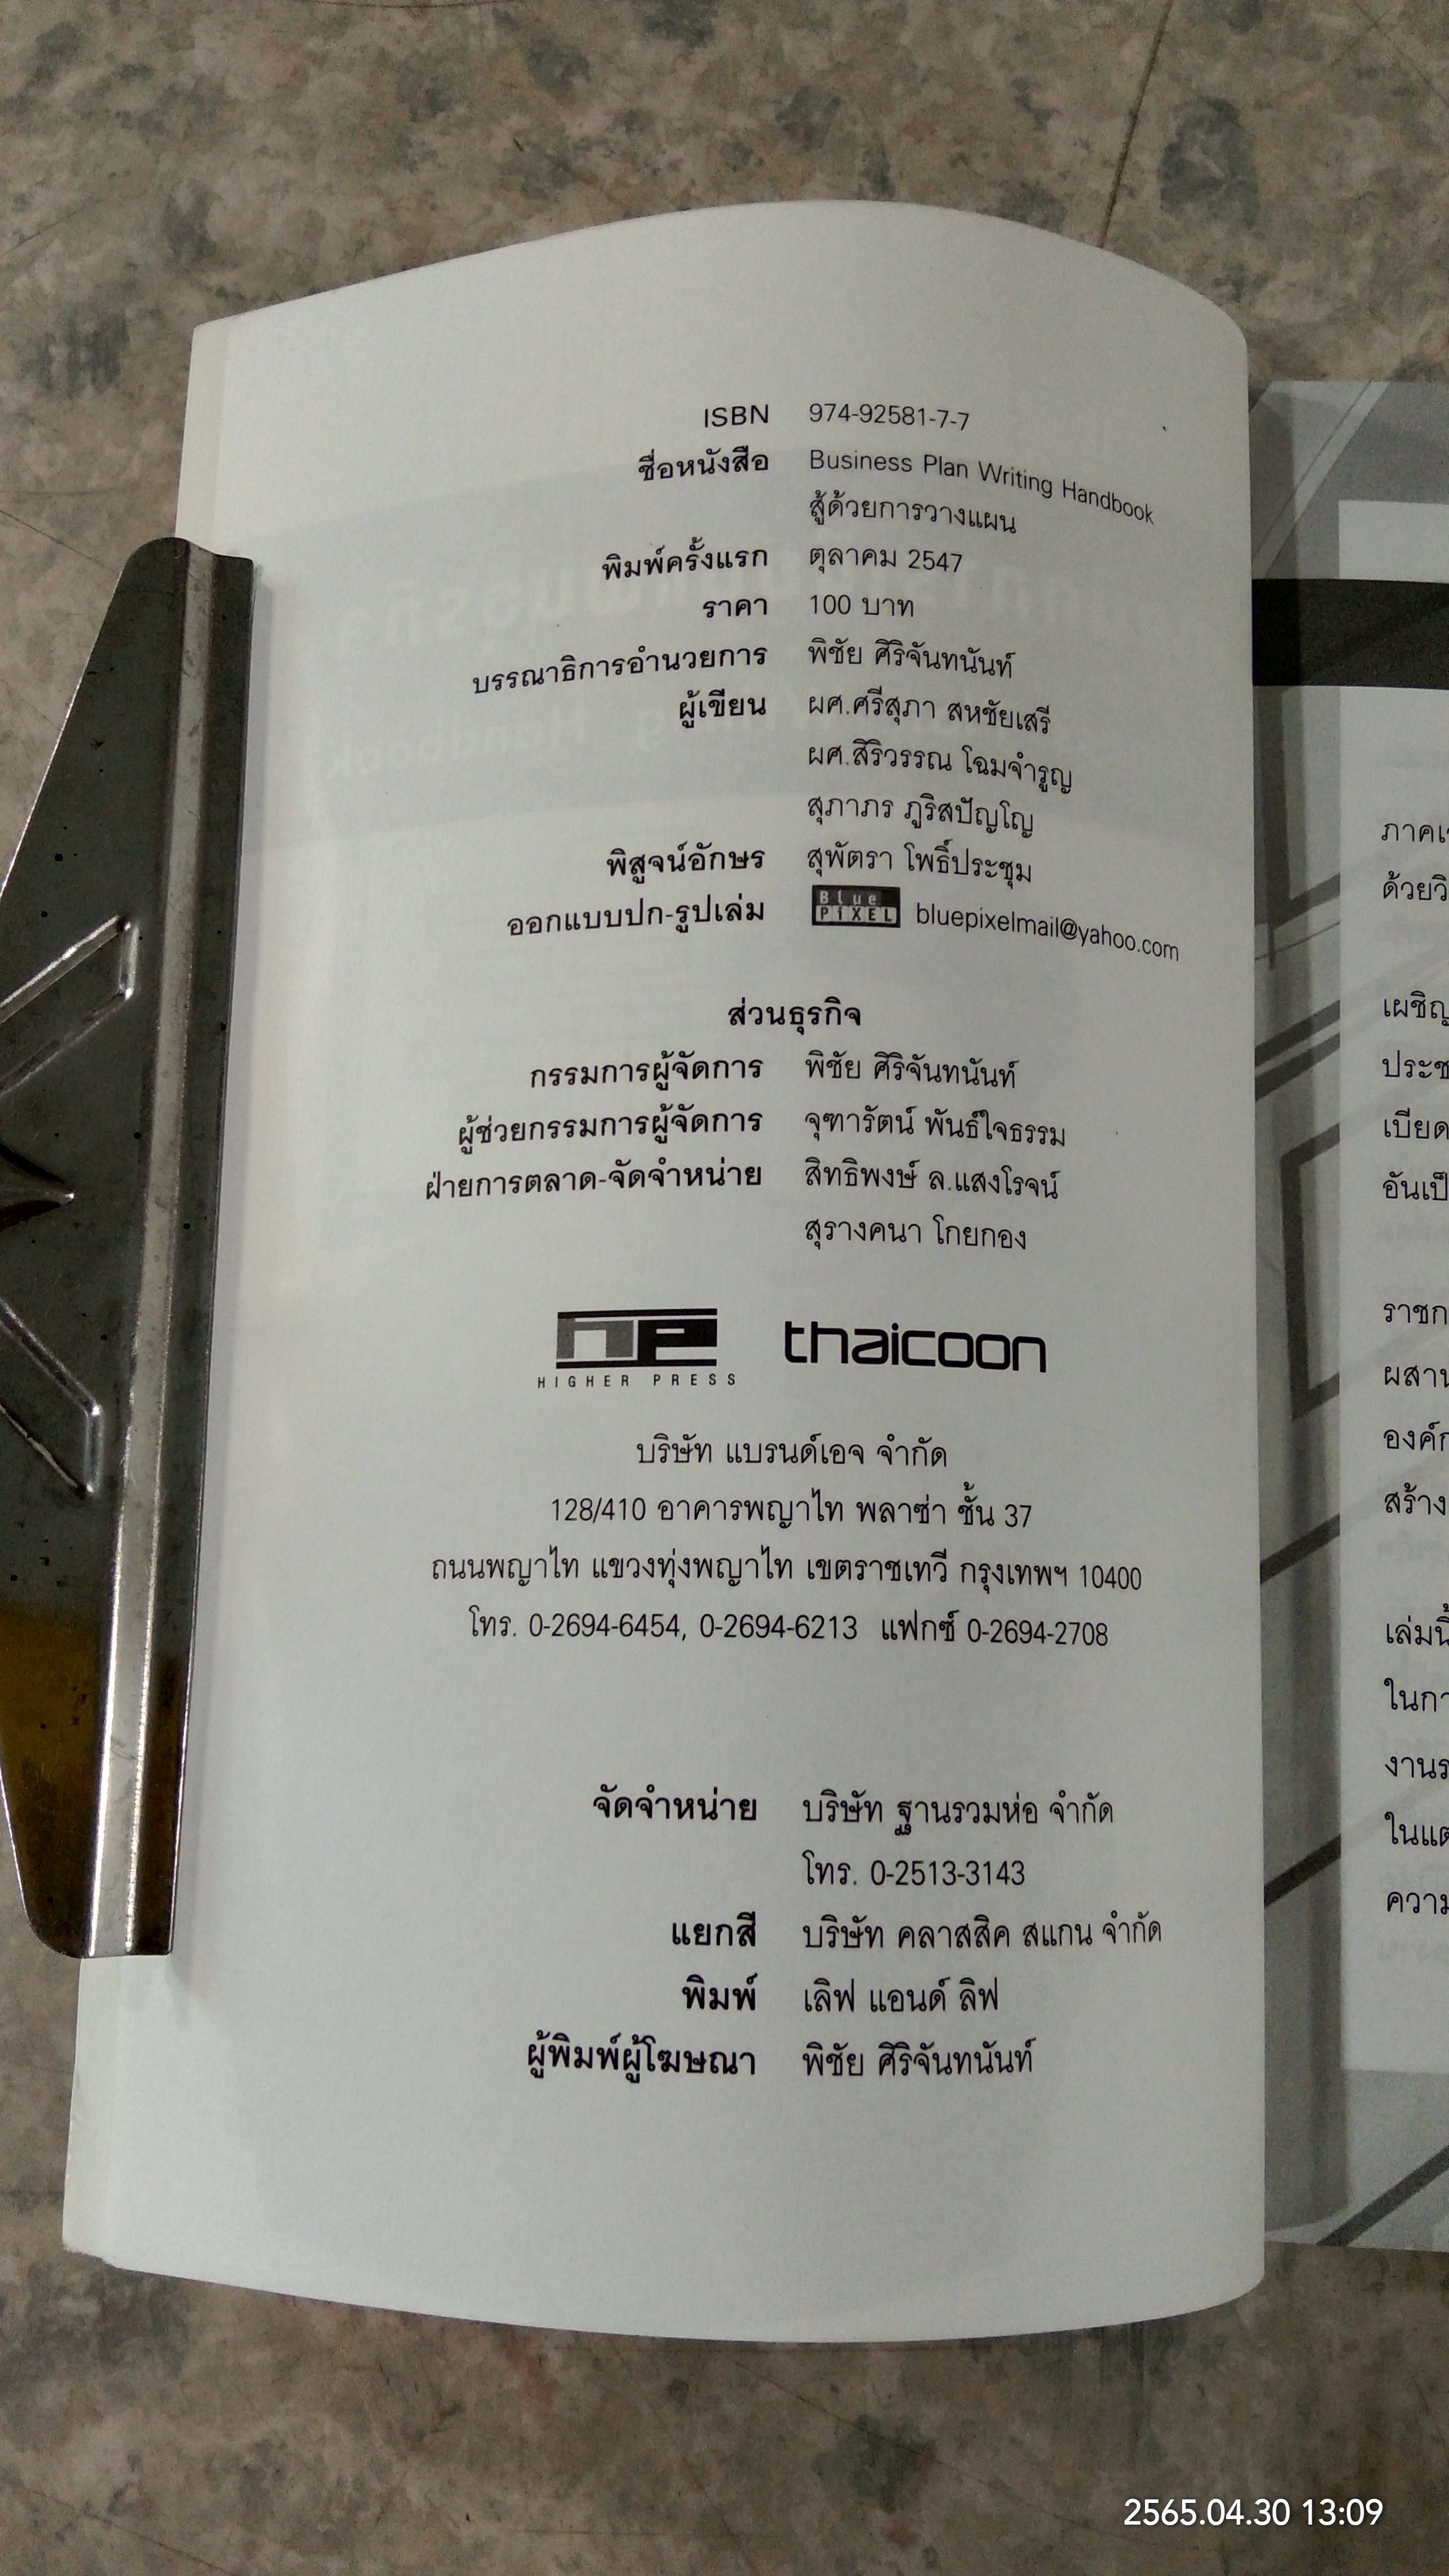 ISBN 974-92581-7-7
ชื่อหนังสือ Business Plan Writing Handbook
สู้ด้วยการวางแผน
พิมพ์ครั้งแรก ตุลาคม 2547
ราคา 100 บาท
บรรณาธิการอำนวยการ พิชัย ศิริจันทนันท์
ผู้เขียน ผศ.ศรีสุภา สหชัยเสรี
ผศ.สิริวรรณ โฉมจำรูญ
สุภาภร ภูริสปัญโญ
พิสูจน์อักษร สุพัตรา โพธิ์ประชุม
ออกแบบปก-รูปเล่ม Blue PiXEL bluepixelmail@yahoo.com
ส่วนธุรกิจ
กรรมการผู้จัดการ พิชัย ศิริจันทนันท์
ผู้ช่วยกรรมการผู้จัดการ จุฑารัตน์ พันธ์ใจธรรม
ฝ่ายการตลาด-จัดจำหน่าย สิทธิพงษ์ ล.แสงโรจน์
สุรางคนา โกยกอง
HIGHER PRESS thaicoon
บริษัท แบรนด์เอจ จำกัด
128/410 อาคารพญาไท พลาซ่า ชั้น 37
ถนนพญาไท แขวงทุ่งพญาไท เขตราชเทวี กรุงเทพฯ 10400
โทร. 0-2694-6454, 0-2694-6213 แฟกซ์ 0-2694-2708
จัดจำหน่าย บริษัท ฐานรวมห่อ จำกัด
โทร. 0-2513-3143
แยกสี บริษัท คลาสสิค สแกน จำกัด
พิมพ์ เลิฟ แอนด์ ลิฟ
ผู้พิมพ์ผู้โฆษณา พิชัย ศิริจันทนันท์
2565.04.30 13:09